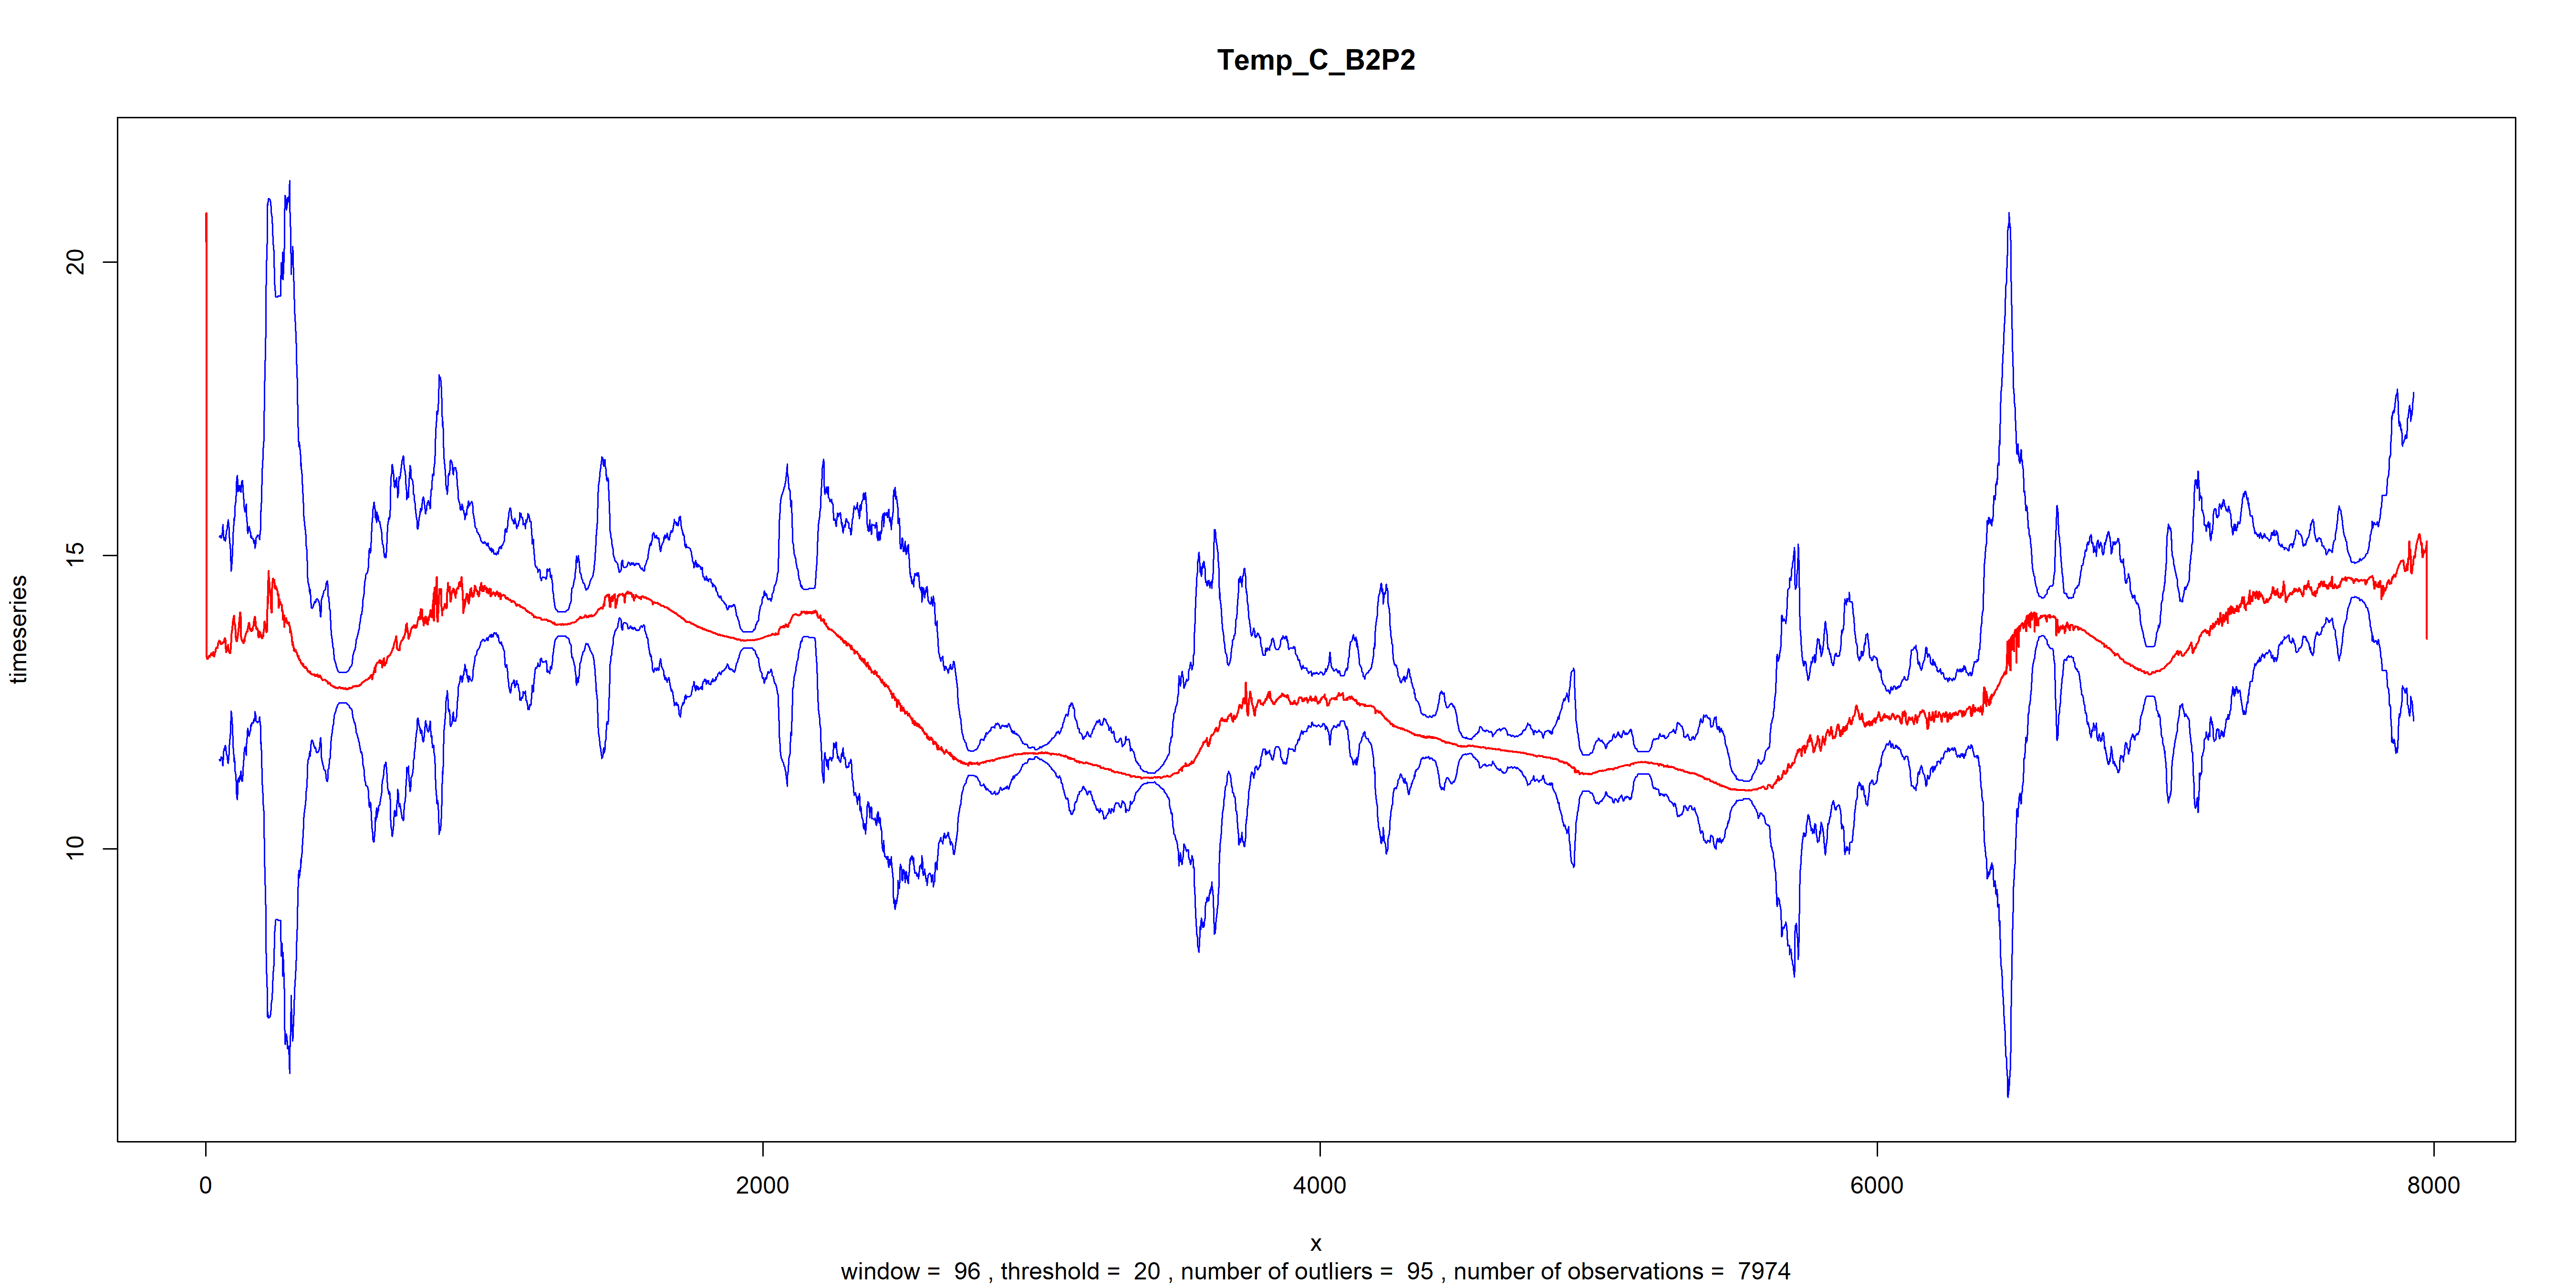 Temp_C_B2P2
timeseries
20
15
10
0 2000 4000 6000 8000
x
window =  96 , threshold =  20 , number of outliers =  95 , number of observations =  7974